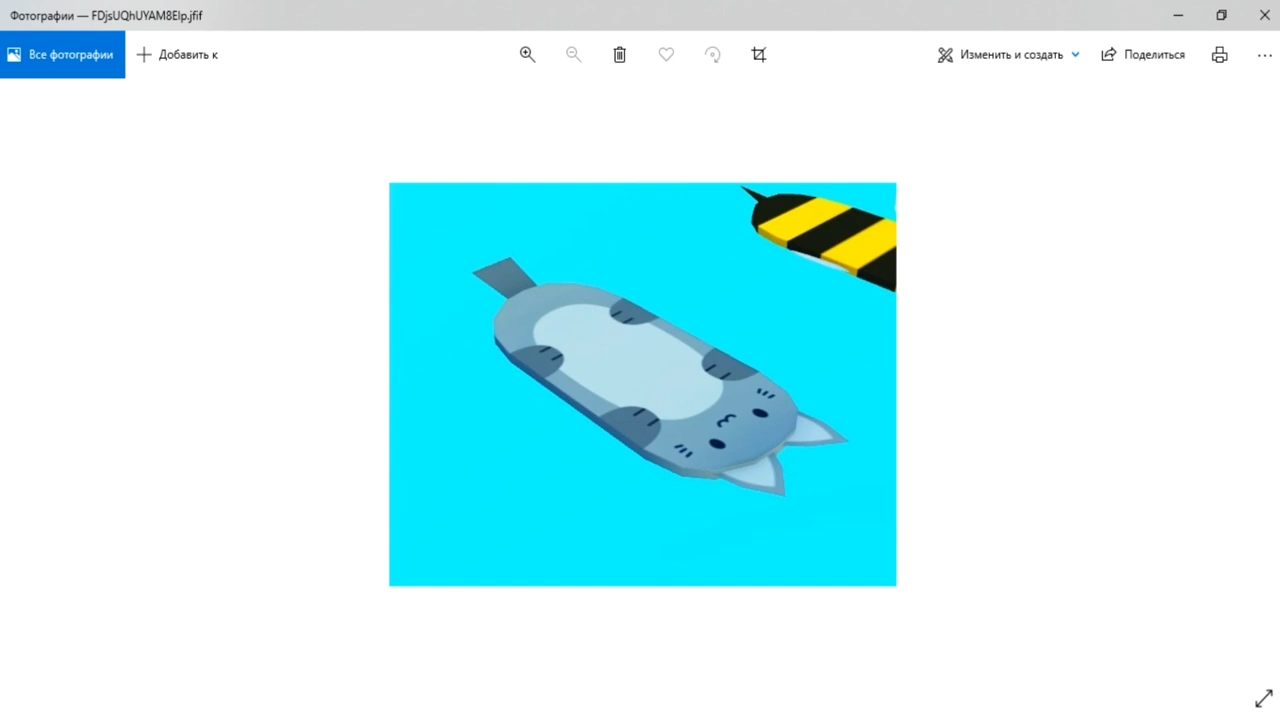 Фотографии — FDjsUQhUYAM8Elp.jfif
Все фотографии
Добавить к
Изменить и создать
Поделиться